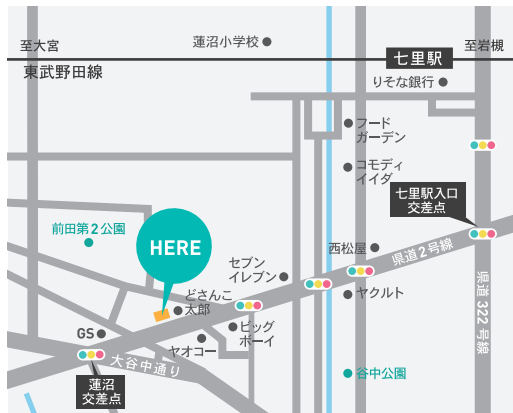 至大宮
蓮沼小学校
七里駅
至岩槻
東武野田線
りそな銀行
フード
ガーデン
コモディ
イイダ
七里駅入口
交差点
前田第2公園
HERE
西松屋
県道2号線
セブン
イレブン
どさんこ
太郎
ヤクルト
県道322号線
GS
ビッグ
ボーイ
ヤオコー
大谷中通り
谷中公園
蓮沼
交差点